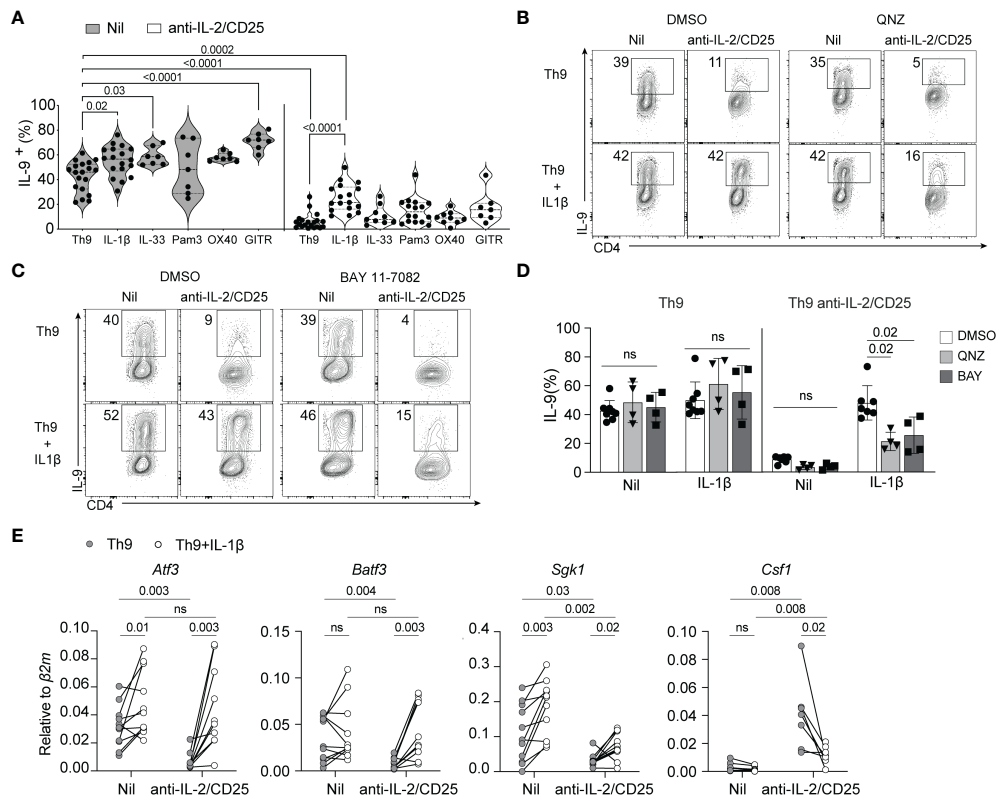 A
Nil anti-IL-2/CD25
0.0002
<0.0001
<0.0001
0.03
0.02
<0.0001
IL-9 + (%)
100
80
60
40
20
0
Th9 IL-1β IL-33 Pam3 OX40 GITR Th9 IL-1β IL-33 Pam3 OX40 GITR
B
DMSO QNZ
Nil anti-IL-2/CD25 Nil anti-IL-2/CD25
Th9
39 11 35 5
Th9
+
IL1β
42 42 42 16
IL-9
CD4
C
DMSO BAY 11-7082
Nil anti-IL-2/CD25 Nil anti-IL-2/CD25
Th9
40 9 39 4
Th9
+
IL1β
52 43 46 15
IL-9
CD4
D
Th9 Th9 anti-IL-2/CD25
IL-9(%)
100
80
60
40
20
0
ns ns ns 0.02
0.02
DMSO
QNZ
BAY
Nil IL-1β Nil IL-1β
E
Th9 Th9+IL-1β
Atf3 Batf3 Sgk1 Csf1
0.003 0.004 0.03 0.008
ns ns 0.002 0.008
0.01 0.003 ns 0.003 0.003 0.02 ns 0.02
Relative to β2m
0.10
0.08
0.06
0.04
0.02
0.00
0.15
0.10
0.05
0.00
0.4
0.3
0.2
0.1
0.0
0.10
0.08
0.06
0.04
0.02
0.00
Nil anti-IL-2/CD25 Nil anti-IL-2/CD25 Nil anti-IL-2/CD25 Nil anti-IL-2/CD25